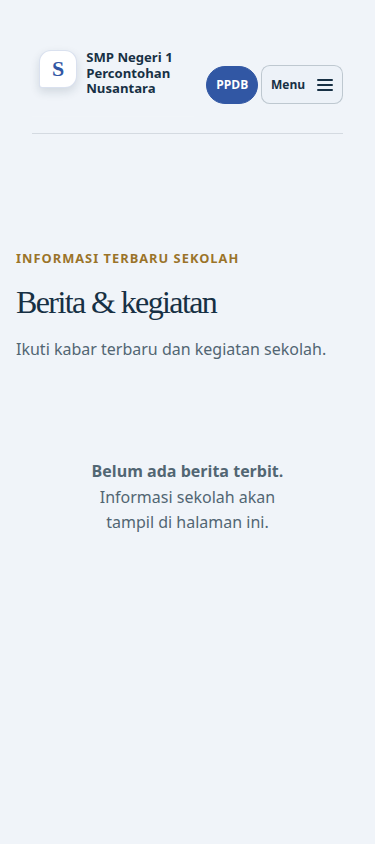 S
SMP Negeri 1
Percontohan
Nusantara
PPDB
Menu
INFORMASI TERBARU SEKOLAH
Berita & kegiatan
Ikuti kabar terbaru dan kegiatan sekolah.
Belum ada berita terbit.
Informasi sekolah akan
tampil di halaman ini.